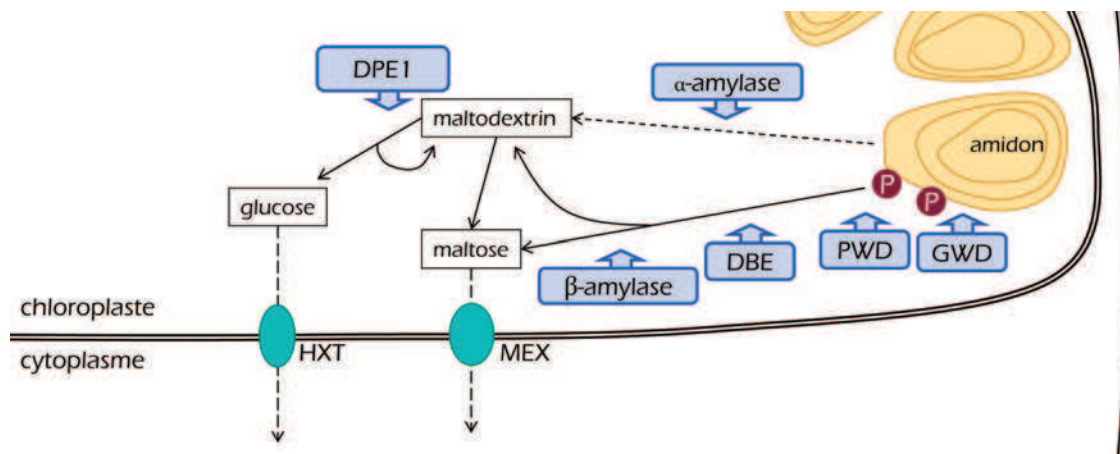 DPE1
α-amylase
maltodextrin
amidon
P
P
glucose
maltose
β-amylase
DBE
PWD
GWD
chloroplaste
cytoplasme
HXT
MEX